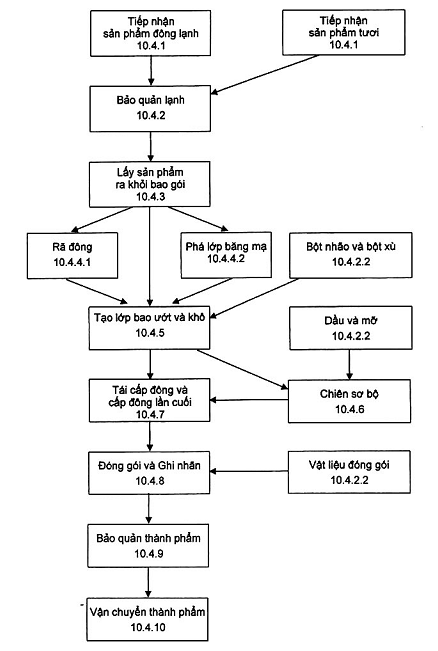 Tiếp nhận
sản phẩm đông lạnh
10.4.1
Tiếp nhận
sản phẩm tươi
10.4.1
Bảo quản lạnh
10.4.2
Lấy sản phẩm
ra khỏi bao gói
10.4.3
Rã đông
10.4.4.1
Phá lớp băng mạ
10.4.4.2
Bột nhão và bột xù
10.4.2.2
Tạo lớp bao ướt và khô
10.4.5
Dầu và mỡ
10.4.2.2
Tái cấp đông và
cấp đông lần cuối
10.4.7
Chiên sơ bộ
10.4.6
Đóng gói và Ghi nhãn
10.4.8
Vật liệu đóng gói
10.4.2.2
Bảo quản thành phẩm
10.4.9
Vận chuyển thành phẩm
10.4.10